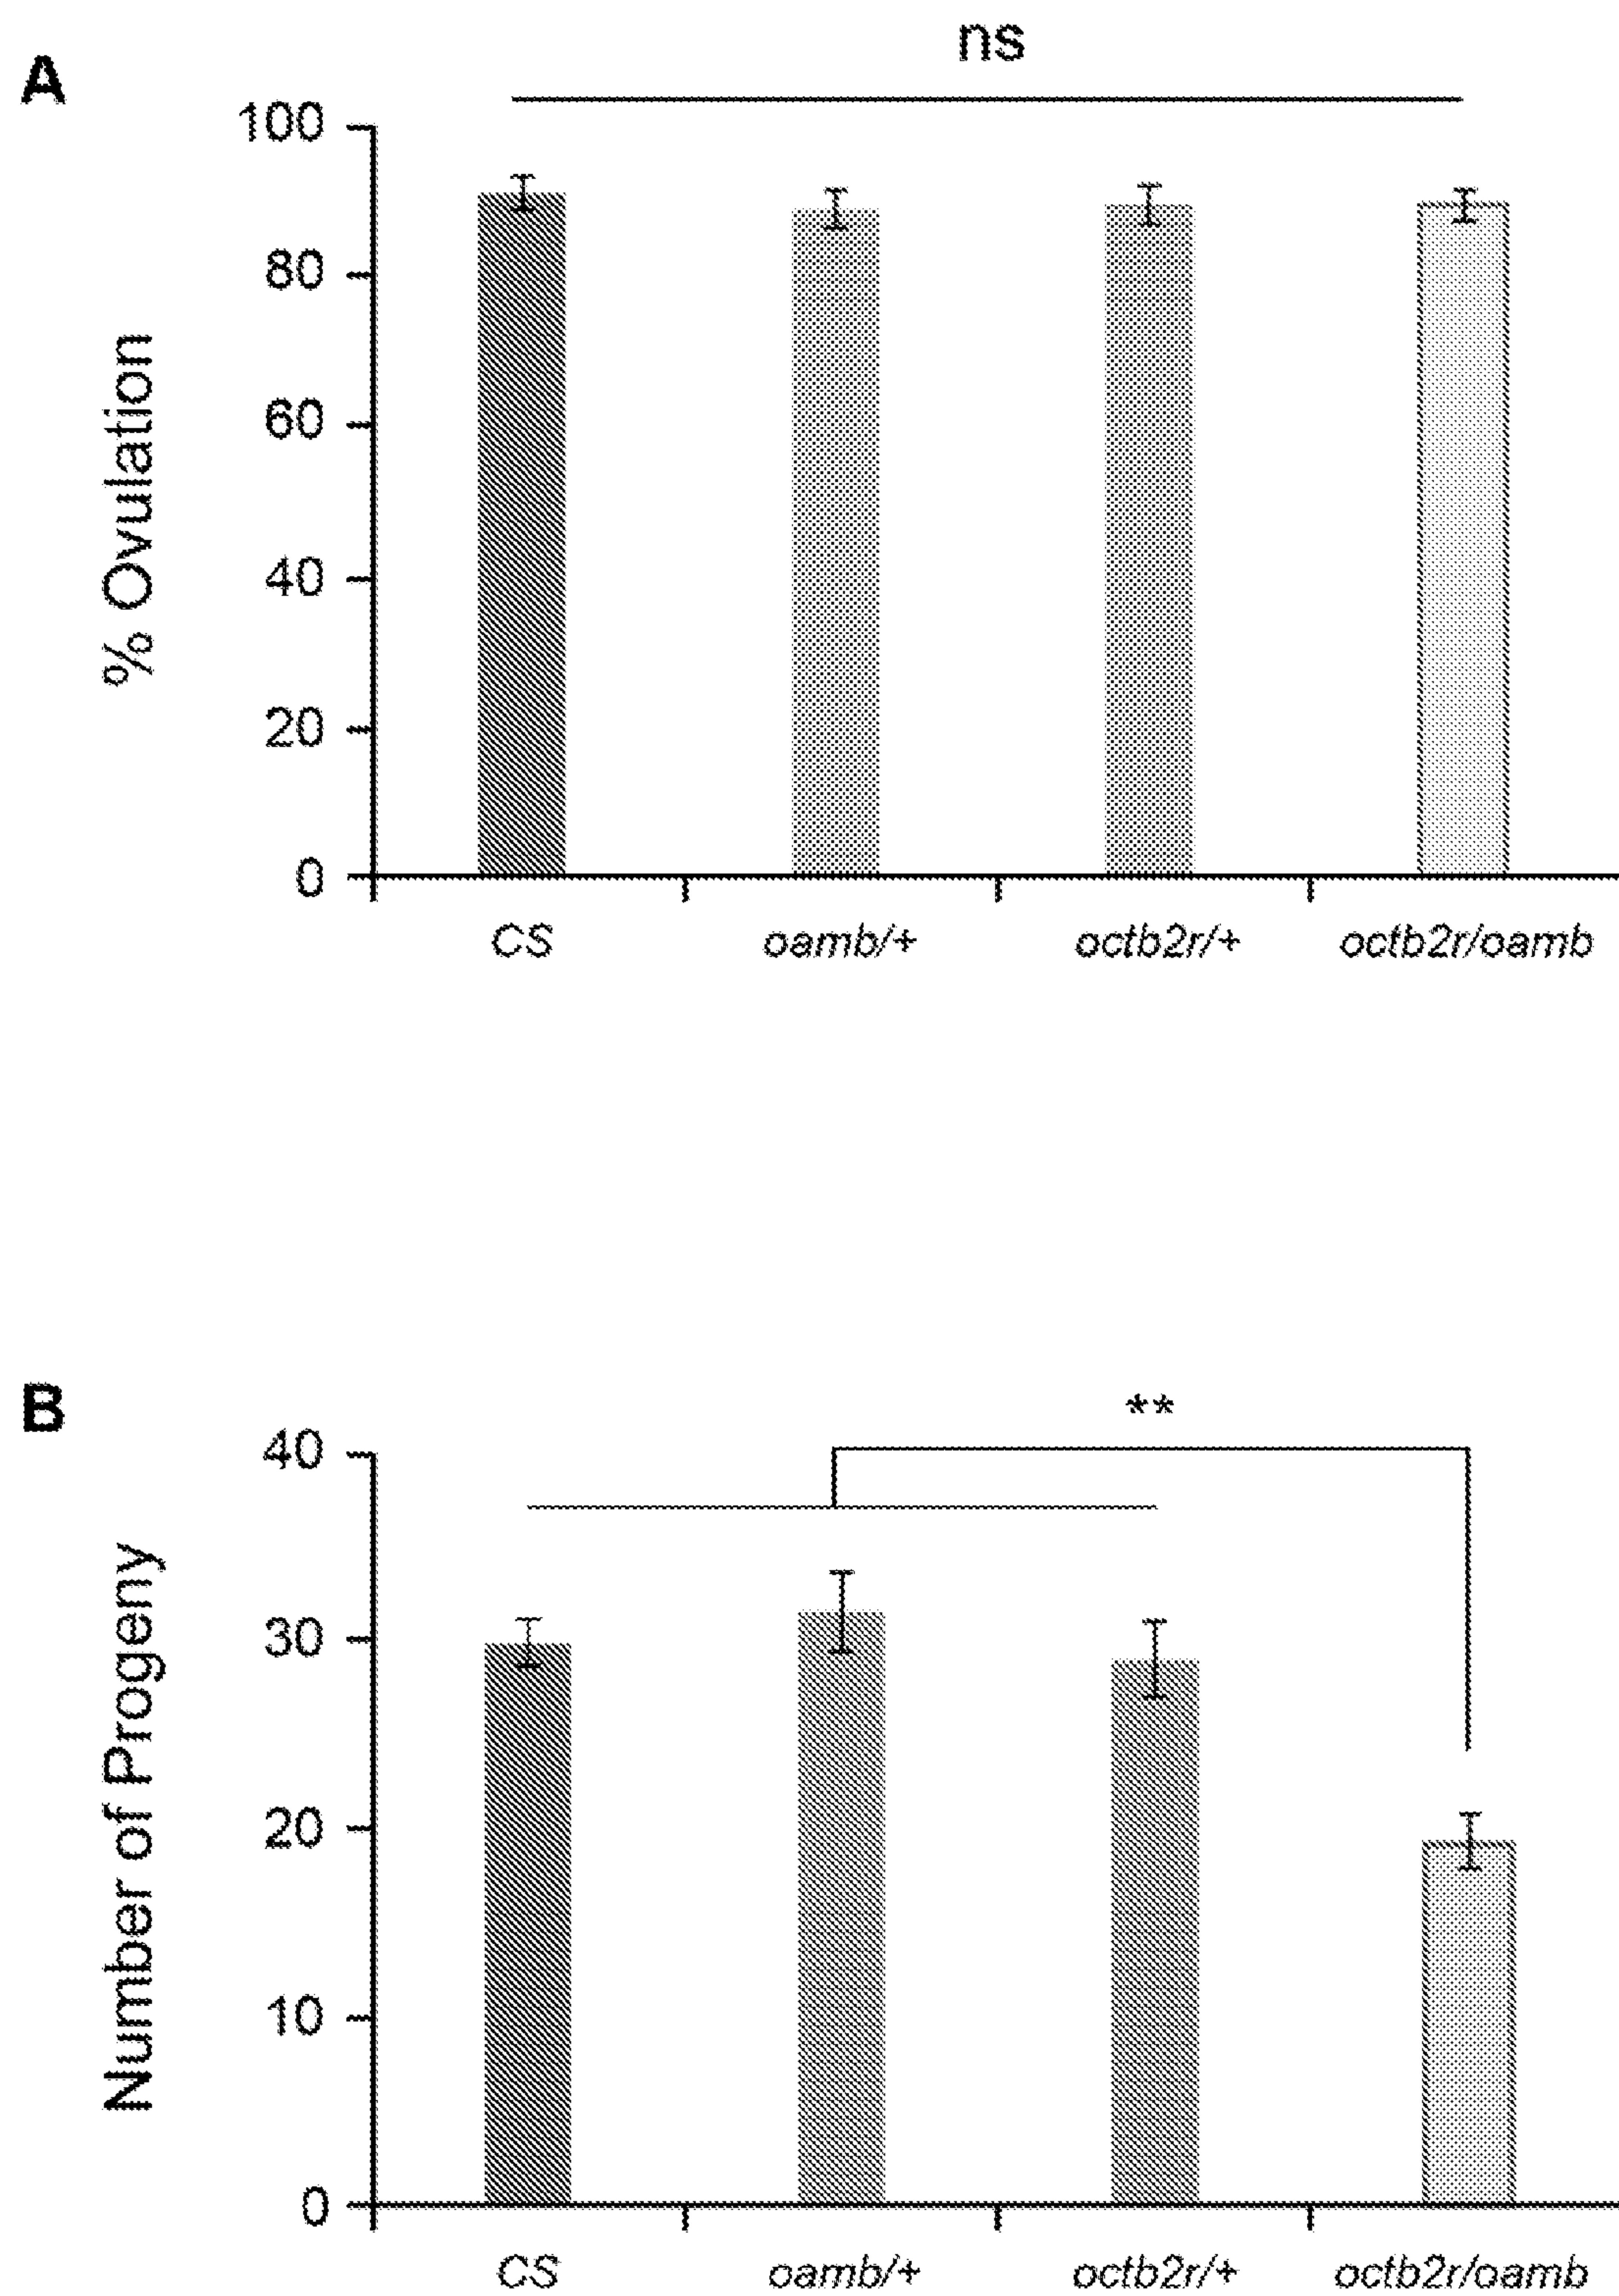 A
ns
100
80
60
40
20
0
% Ovulation
CS oamb/+ octb2r/+ octb2r/oamb
B
**
40
30
20
10
0
Number of Progeny
CS oamb/+ octb2r/+ octb2r/oamb